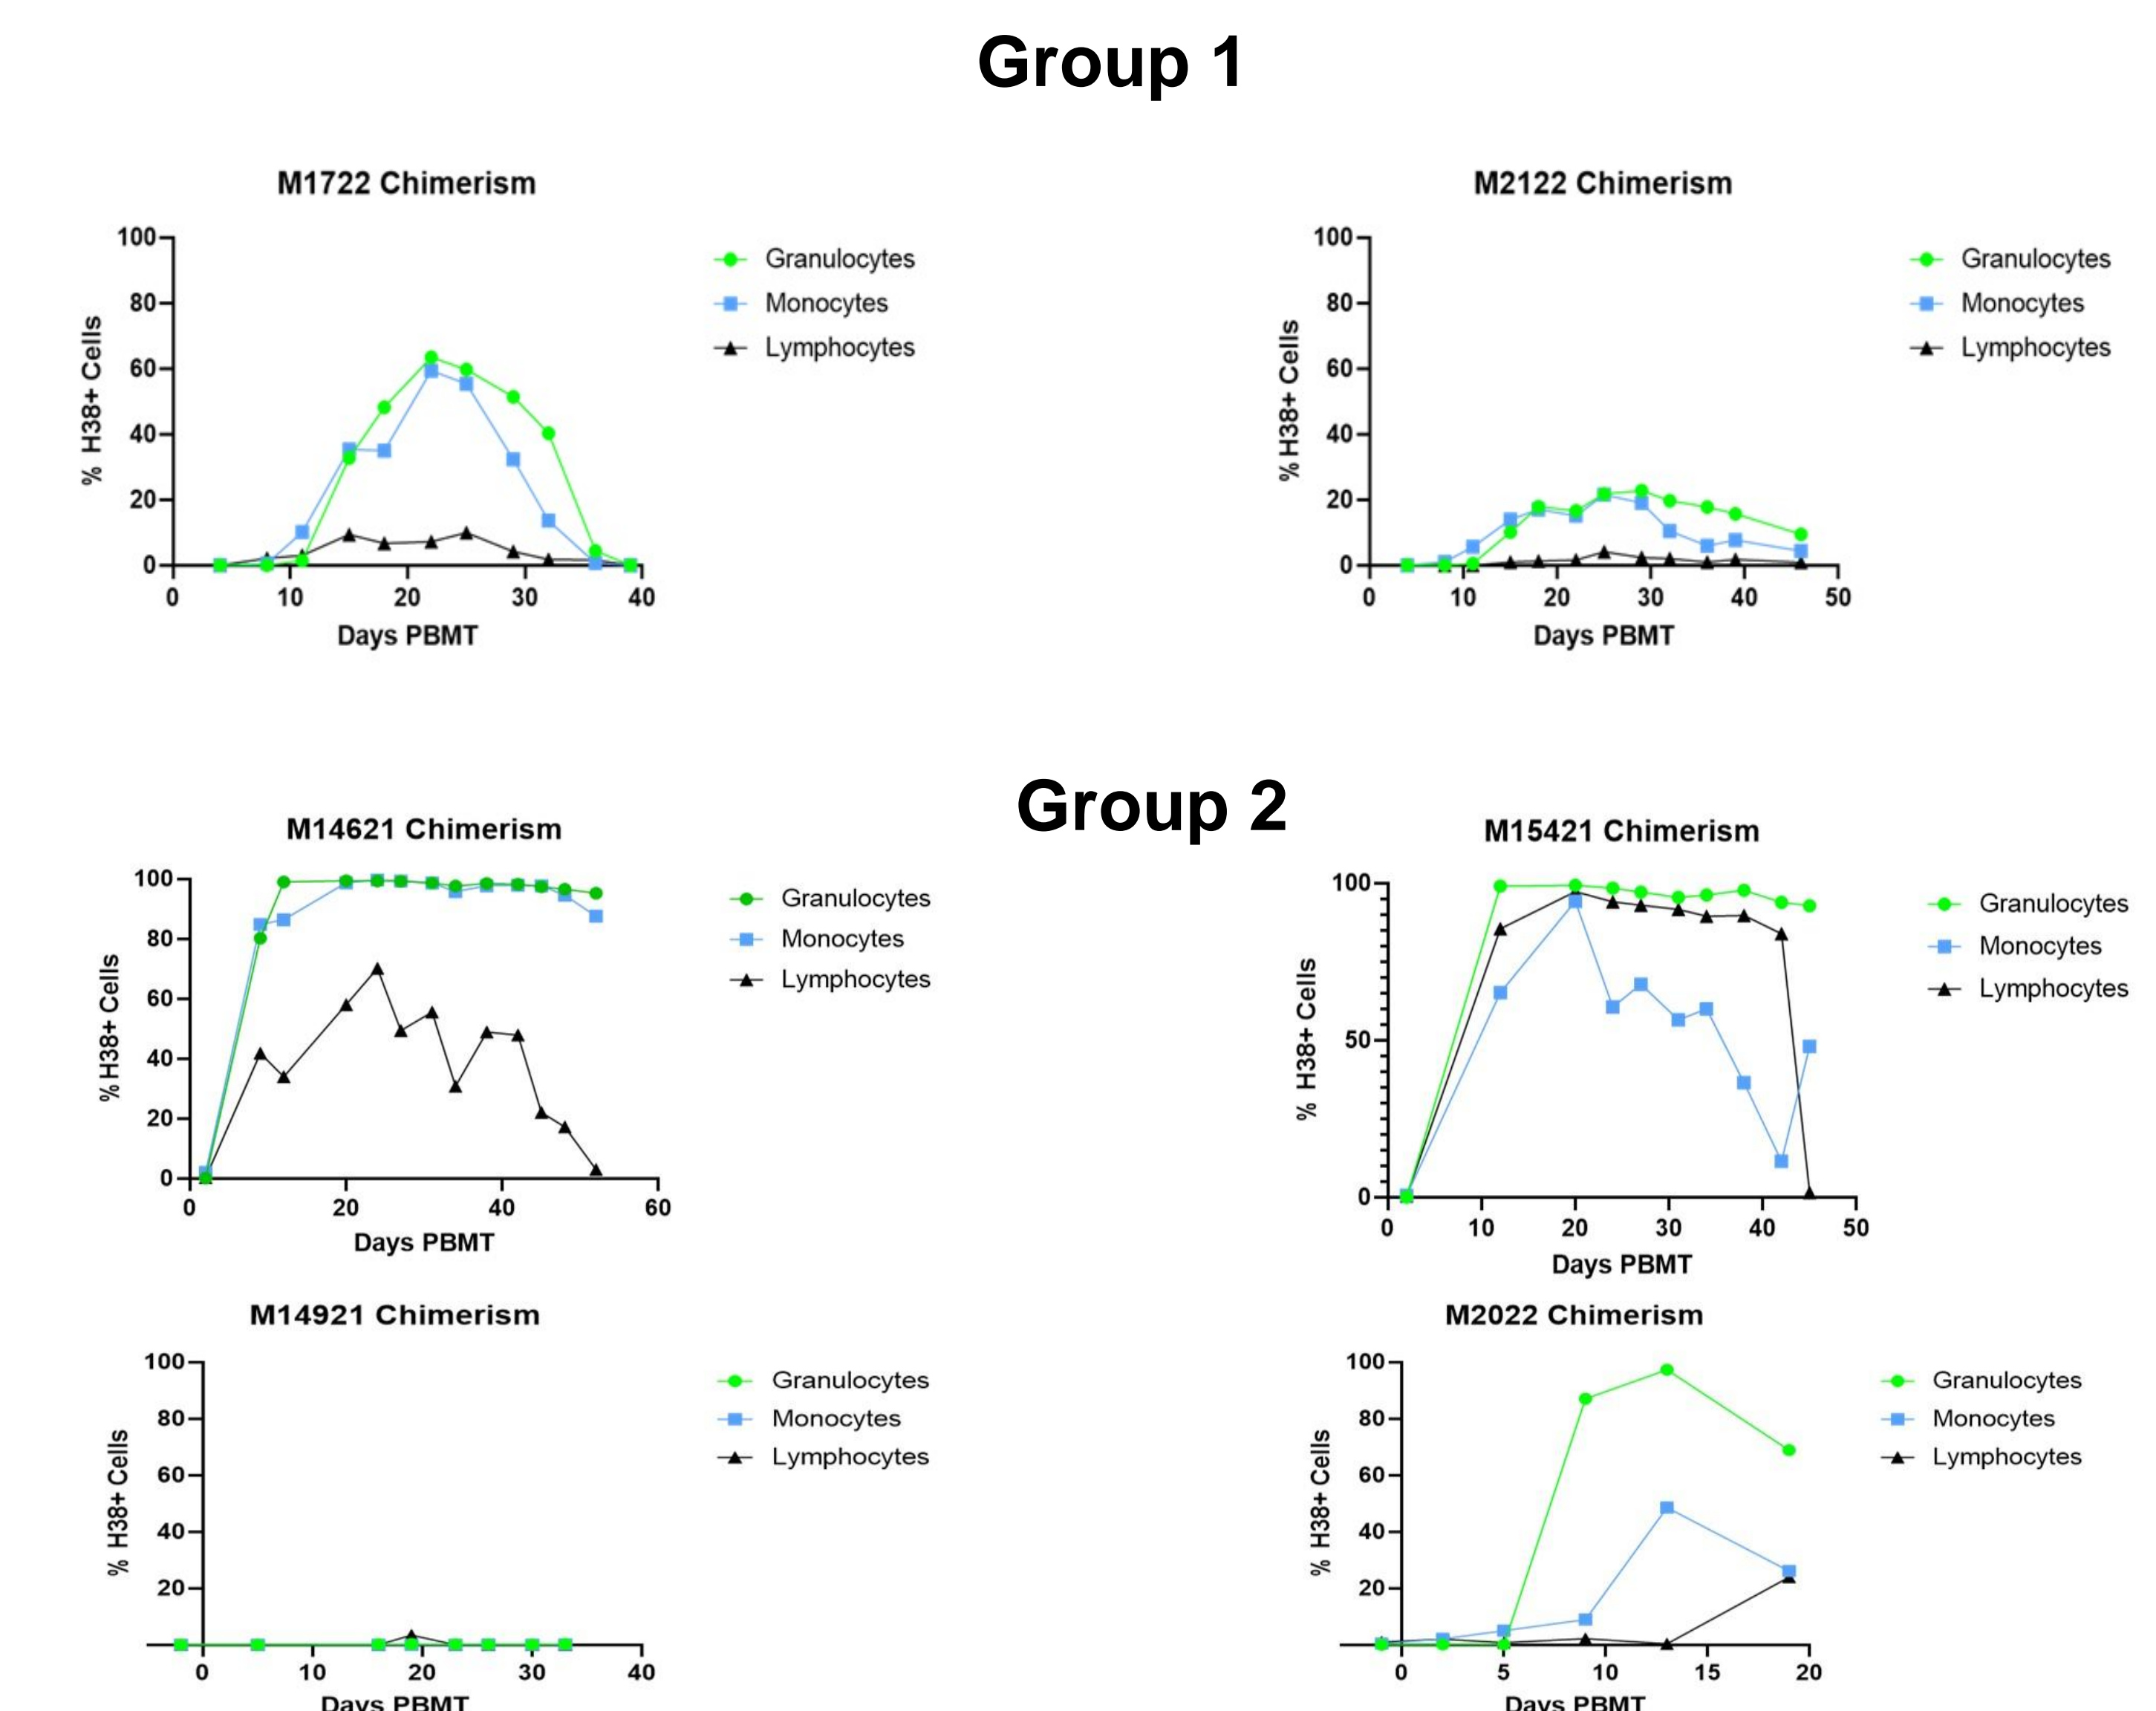 Group 1
M1722 Chimerism
% H38+ Cells
100
80
60
40
20
0
0 10 20 30 40
Days PBMT
Granulocytes
Monocytes
Lymphocytes
M2122 Chimerism
% H38+ Cells
100
80
60
40
20
0
0 10 20 30 40 50
Days PBMT
Granulocytes
Monocytes
Lymphocytes
Group 2
M14621 Chimerism
% H38+ Cells
100
80
60
40
20
0
0 20 40 60
Days PBMT
Granulocytes
Monocytes
Lymphocytes
M15421 Chimerism
% H38+ Cells
100
50
0
0 10 20 30 40 50
Days PBMT
Granulocytes
Monocytes
Lymphocytes
M14921 Chimerism
% H38+ Cells
100
80
60
40
20
0 10 20 30 40
Days PBMT
Granulocytes
Monocytes
Lymphocytes
M2022 Chimerism
% H38+ Cells
100
80
60
40
20
0 5 10 15 20
Days PBMT
Granulocytes
Monocytes
Lymphocytes